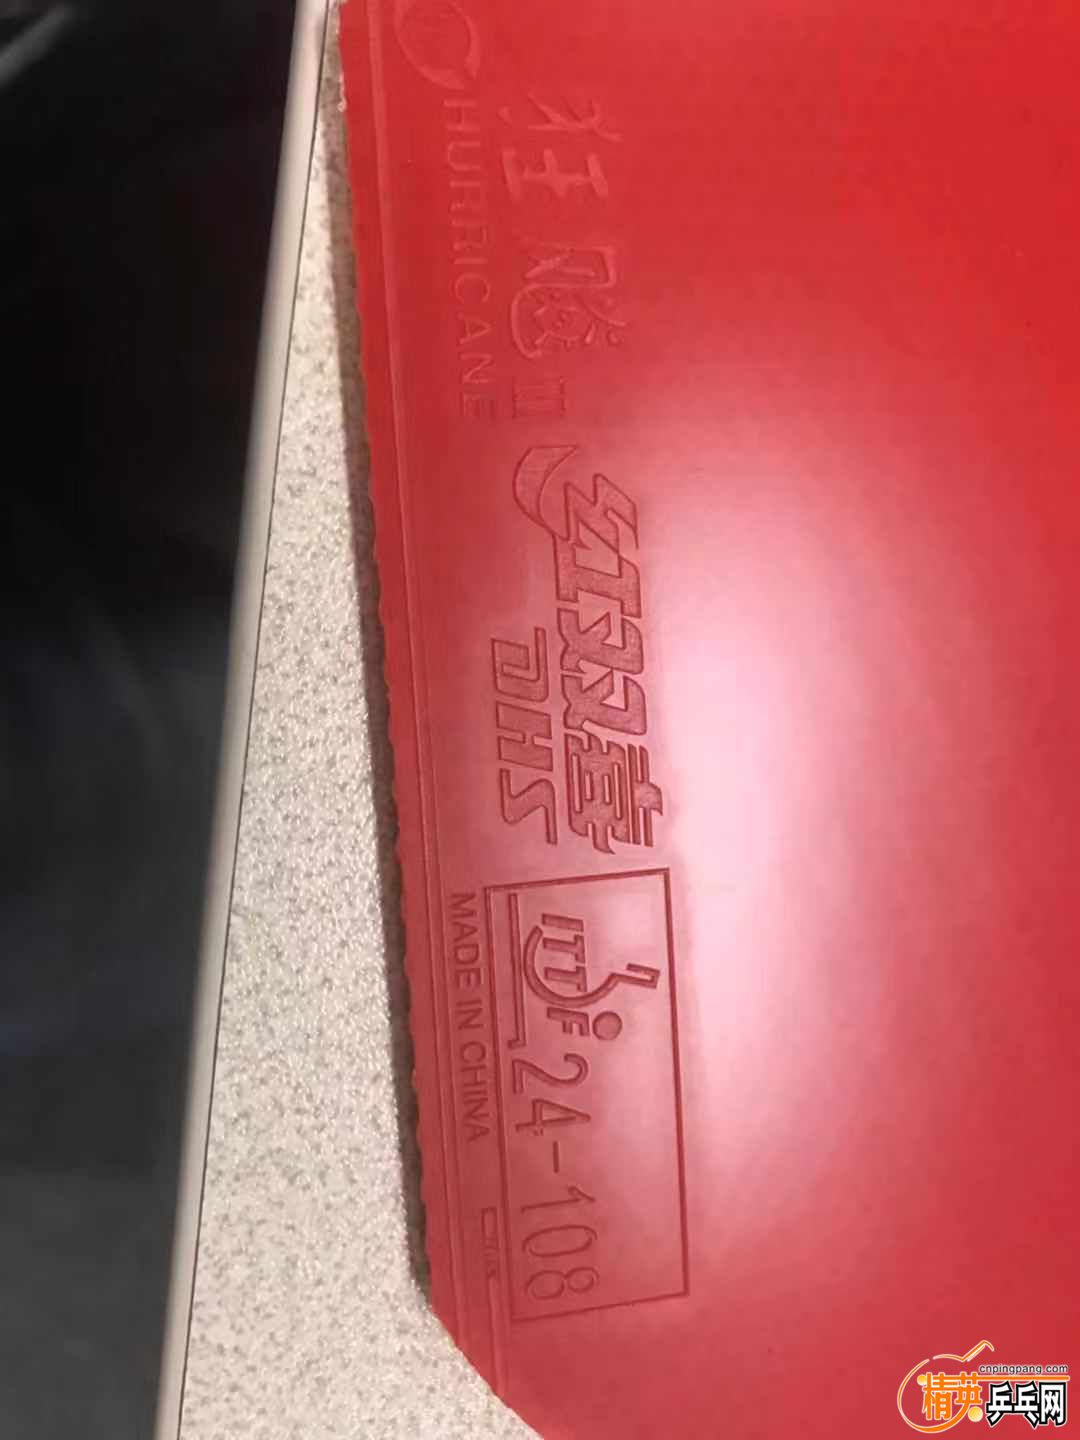 狂飚 II
HURRICANE
红双喜
DHS
ITTF 24-108
MADE IN CHINA
cnpingpang.com
精英乒乓网